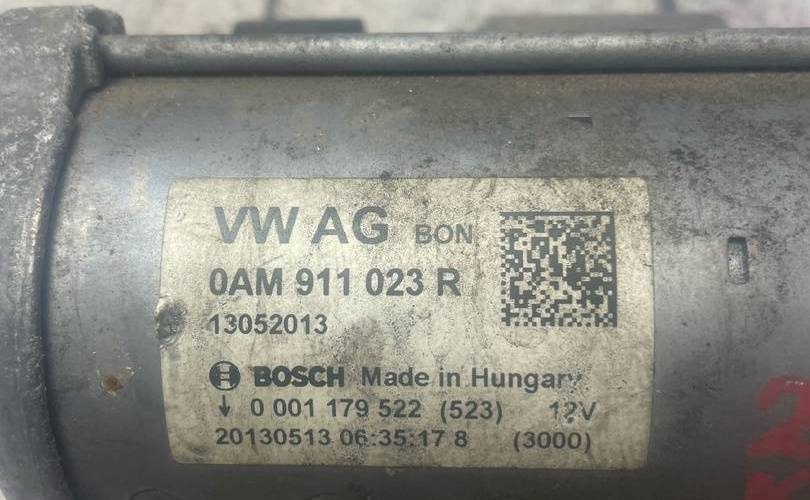 VW AG BON
0AM 911 023 R
13052013
BOSCH Made in Hungary
↓ 0 001 179 522 (523) 12V
20130513 06:35:17 8 (3000)
2